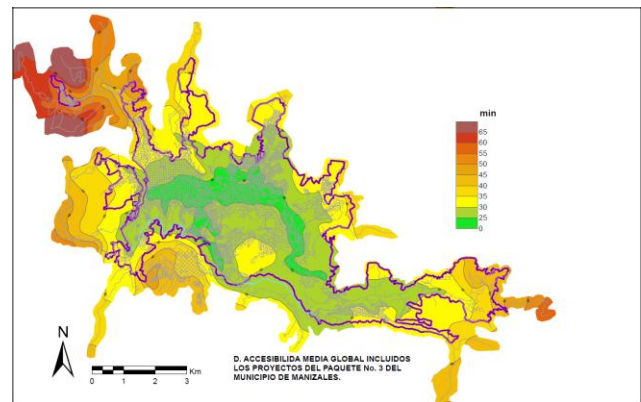 min
65
60
55
50
45
40
35
30
25
0
N
0 1 2 3
Km
D. ACCESIBILIDA MEDIA GLOBAL INCLUIDOS
LOS PROYECTOS DEL PAQUETE No. 3 DEL
MUNICIPIO DE MANIZALES.